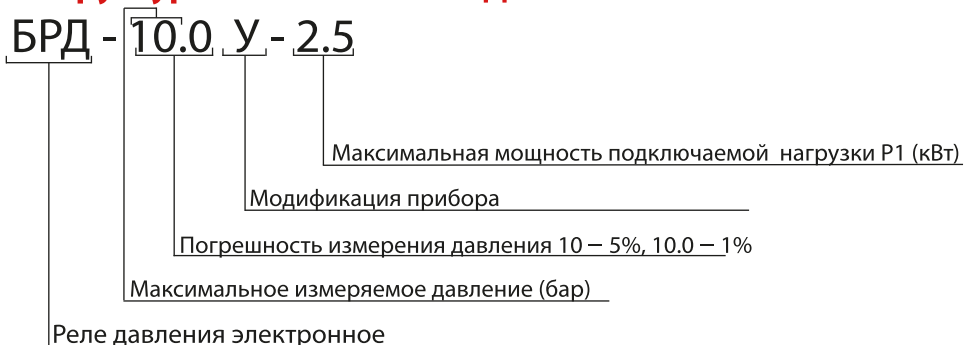 БРД - 10.0 У - 2.5
Максимальная мощность подключаемой нагрузки P1 (кВт)
Модификация прибора
Погрешность измерения давления 10 – 5%, 10.0 – 1%
Максимальное измеряемое давление (бар)
Реле давления электронное